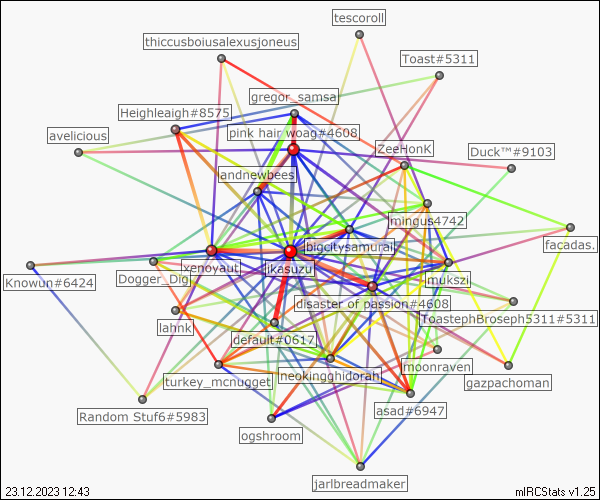 tescoroll
thiccusboiusalexusjoneus
Toast#5311
gregor_samsa
Heighleaigh#8575
pink hair woag#4608
avelicious
ZeeHonK
Duck™#9103
andnewbees
mingus4742
facadas.
bigcitysamurai
xenoyaut
jikasuzu
mukszi
Knowun#6424
Dogger_Dig
disaster of passion#4608
ToastephBroseph5311#5311
lahnk
default#0617
moonraven
turkey_mcnugget
neokingghidorah
gazpachoman
asad#6947
Random Stuf6#5983
ogshroom
jarlbreadmaker
23.12.2023 12:43
mIRCStats v1.25